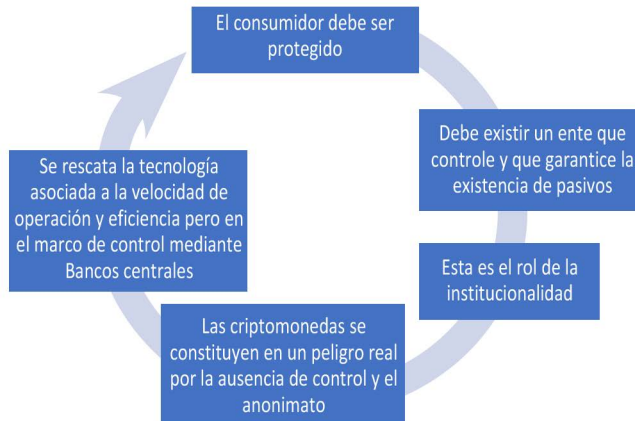 El consumidor debe ser
protegido
Debe existir un ente que
controle y que garantice la
existencia de pasivos
Esta es el rol de la
institucionalidad
Las criptomonedas se
constituyen en un peligro real
por la ausencia de control y el
anonimato
Se rescata la tecnología
asociada a la velocidad de
operación y eficiencia pero en
el marco de control mediante
Bancos centrales